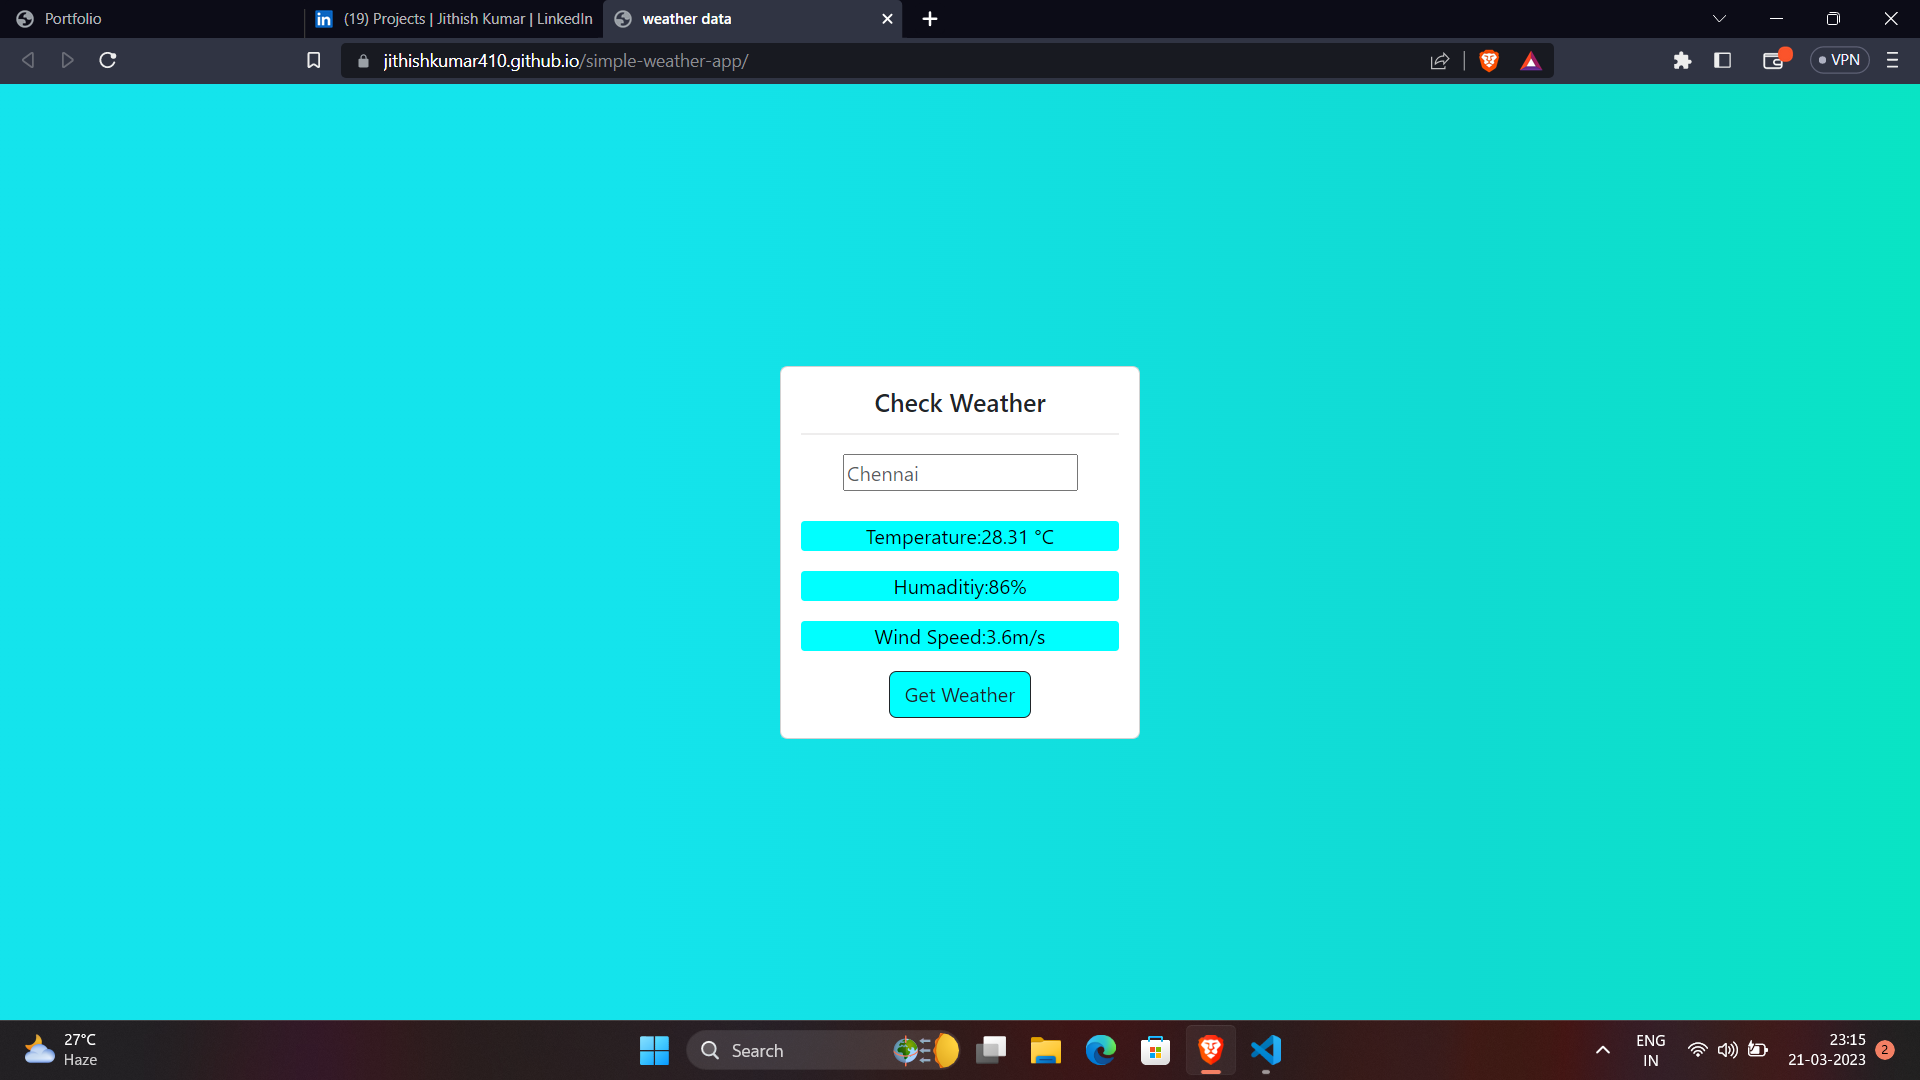 Portfolio
(19) Projects | Jithish Kumar | LinkedIn
weather data
jithishkumar410.github.io/simple-weather-app/
VPN
Check Weather
Chennai
Temperature:28.31 °C
Humaditiy:86%
Wind Speed:3.6m/s
Get Weather
27°C
Haze
Search
ENG
IN
23:15
21-03-2023
2